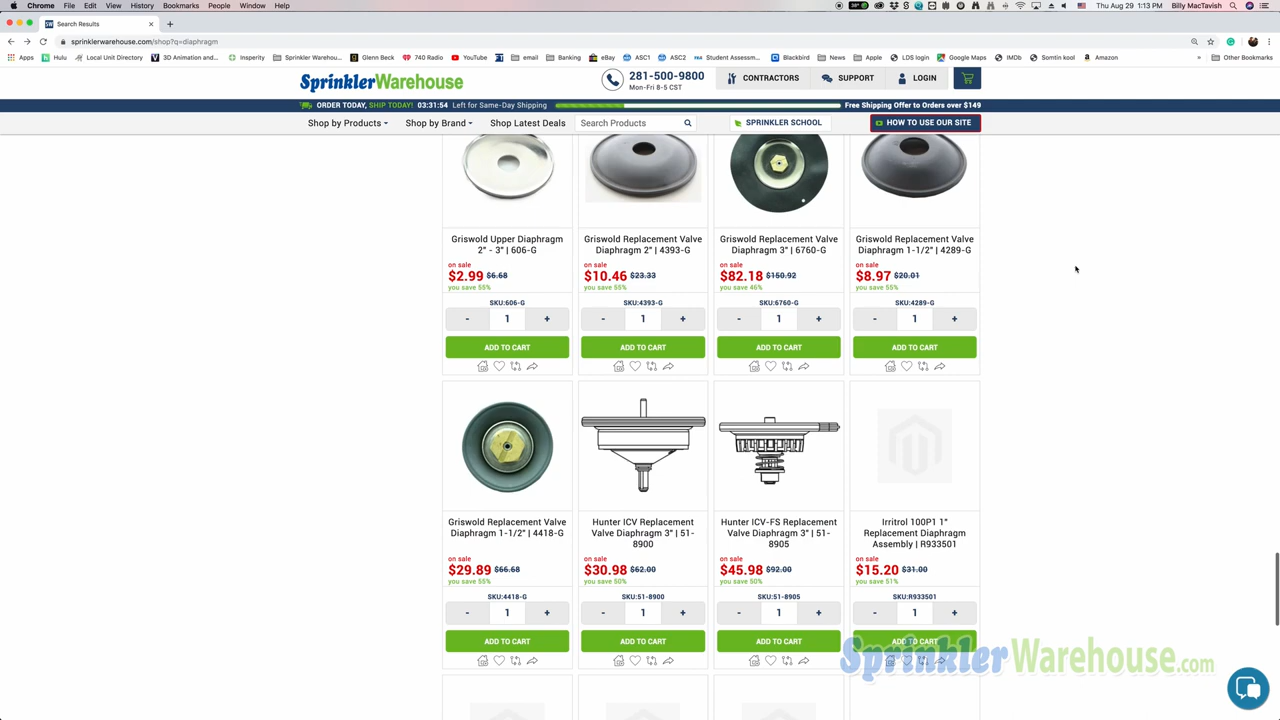 Chrome File Edit View History Bookmarks People Window Help
Thu Aug 29 1:13 PM Billy MacTavish
Search Results
sprinklerwarehouse.com/shop?q=diaphragm
Apps Hulu Local Unit Directory 3D Animation and... Insperity Sprinkler Warehou... Glenn Beck 740 Radio YouTube email Banking eBay ASC1 ASC2 Student Assessm... Blackbird News Apple LDS login Google Maps IMDb Somtin kool Amazon » Other Bookmarks
SprinklerWarehouse
281-500-9800
Mon-Fri 8-5 CST
CONTRACTORS SUPPORT LOGIN
ORDER TODAY, SHIP TODAY! 03:31:54 Left for Same-Day Shipping Free Shipping Offer to Orders over $149
Shop by Products Shop by Brand Shop Latest Deals Search Products SPRINKLER SCHOOL HOW TO USE OUR SITE
Griswold Upper Diaphragm
2" - 3" | 606-G
on sale
$2.99 $6.68
you save 55%
SKU:606-G
- 1 +
ADD TO CART
Griswold Replacement Valve
Diaphragm 2" | 4393-G
on sale
$10.46 $23.33
you save 55%
SKU:4393-G
- 1 +
ADD TO CART
Griswold Replacement Valve
Diaphragm 3" | 6760-G
on sale
$82.18 $150.92
you save 46%
SKU:6760-G
- 1 +
ADD TO CART
Griswold Replacement Valve
Diaphragm 1-1/2" | 4289-G
on sale
$8.97 $20.01
you save 55%
SKU:4289-G
- 1 +
ADD TO CART
Griswold Replacement Valve
Diaphragm 1-1/2" | 4418-G
on sale
$29.89 $66.68
you save 55%
SKU:4418-G
- 1 +
ADD TO CART
Hunter ICV Replacement
Valve Diaphragm 3" | 51-
8900
on sale
$30.98 $62.00
you save 50%
SKU:51-8900
- 1 +
ADD TO CART
Hunter ICV-FS Replacement
Valve Diaphragm 3" | 51-
8905
on sale
$45.98 $92.00
you save 50%
SKU:51-8905
- 1 +
ADD TO CART
Irritrol 100P1 1"
Replacement Diaphragm
Assembly | R933501
on sale
$15.20 $31.00
you save 51%
SKU:R933501
- 1 +
ADD TO CART
SprinklerWarehouse.com